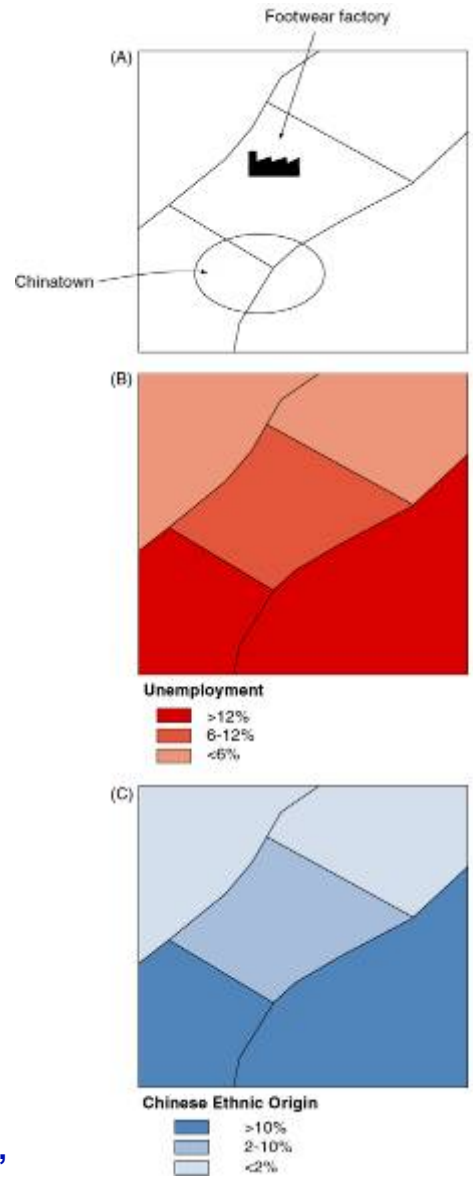 Footwear factory
(A)
Chinatown
(B)
Unemployment
>12%
6-12%
<6%
(C)
Chinese Ethnic Origin
>10%
2-10%
<2%
,